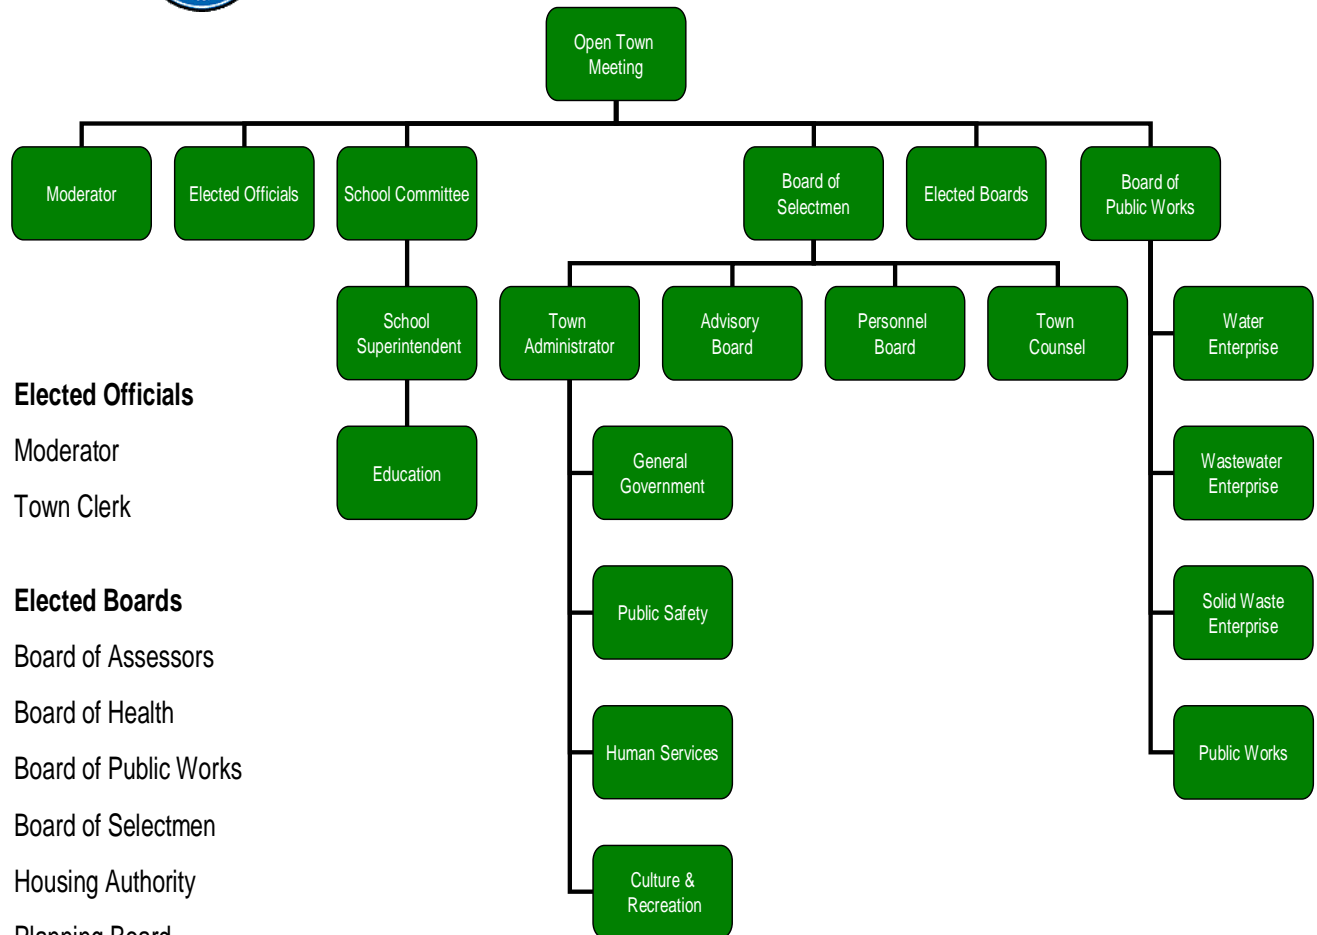 Open Town
Meeting
Moderator
Elected Officials
School Committee
Board of
Selectmen
Elected Boards
Board of
Public Works
School
Superintendent
Town
Administrator
Advisory
Board
Personnel
Board
Town
Counsel
Water
Enterprise
Education
General
Government
Wastewater
Enterprise
Public Safety
Solid Waste
Enterprise
Human Services
Public Works
Culture &
Recreation
Elected Officials
Moderator
Town Clerk
Elected Boards
Board of Assessors
Board of Health
Board of Public Works
Board of Selectmen
Housing Authority
Planning Board